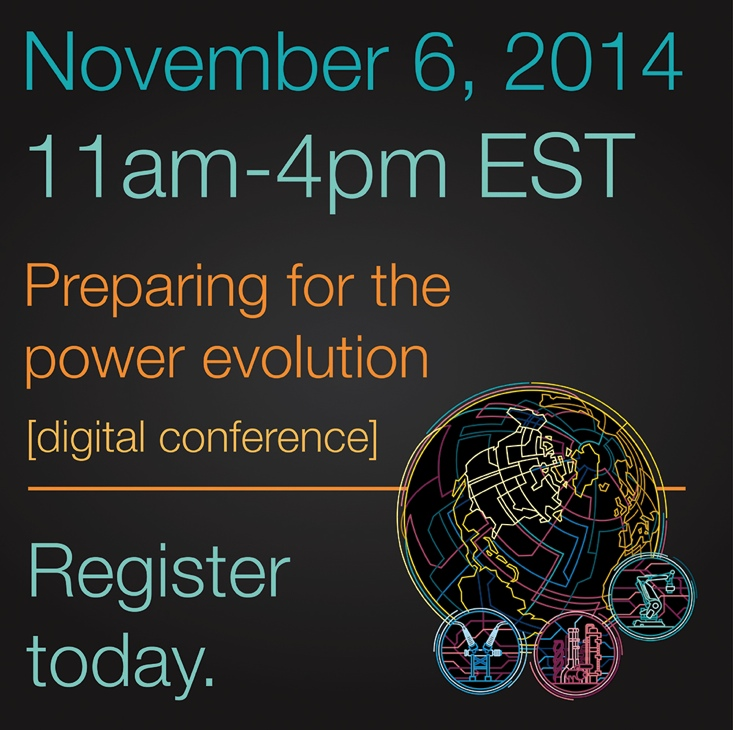 November 6, 2014
11am-4pm EST
Preparing for the
power evolution
[digital conference]
Register
today.